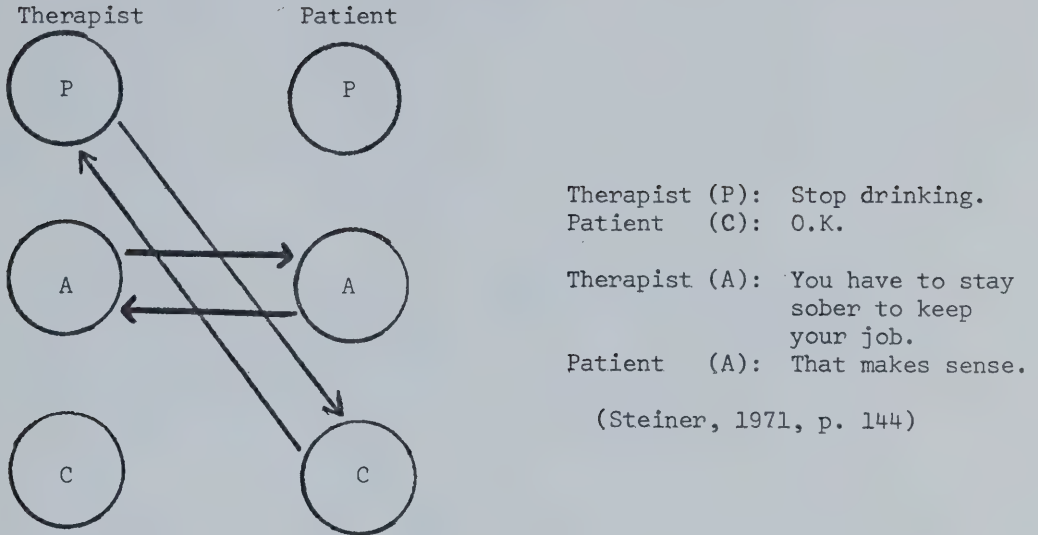 Therapist Patient
P P
A A
C C
Therapist (P): Stop drinking.
Patient (C): O.K.
Therapist (A): You have to stay
sober to keep
your job.
Patient (A): That makes sense.
(Steiner, 1971, p. 144)